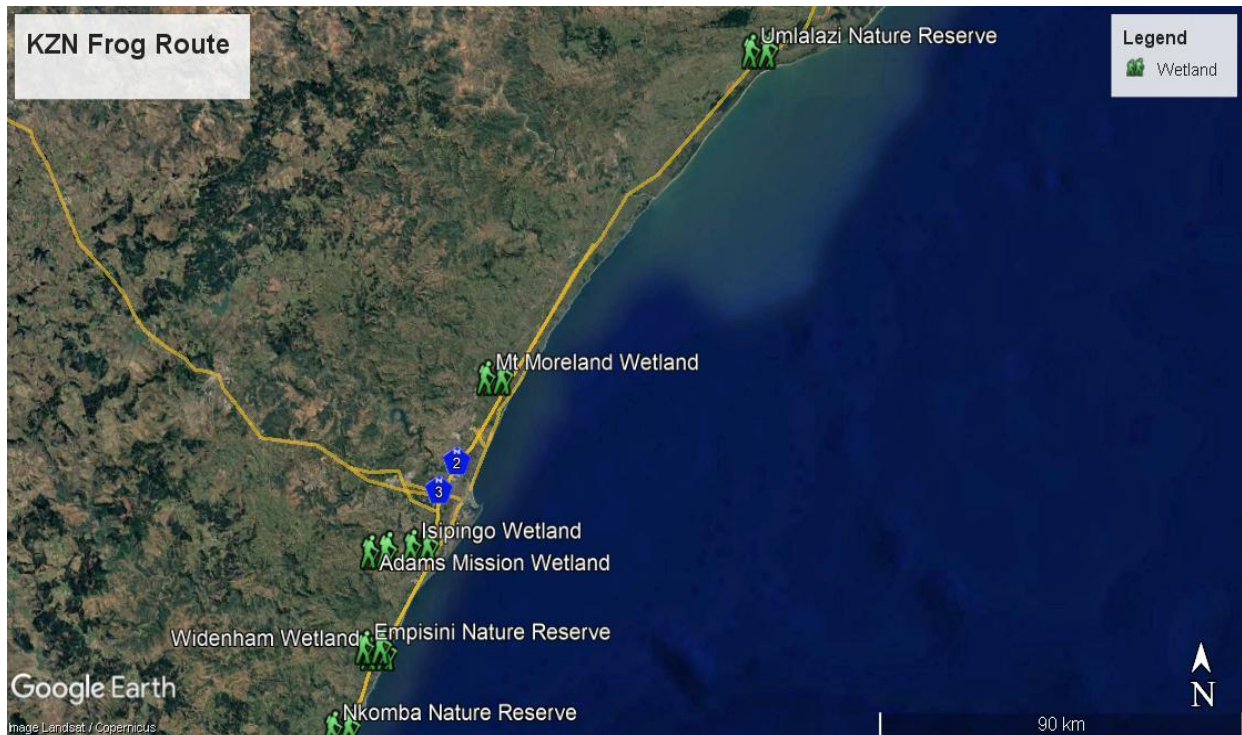 KZN Frog Route
Umlalazi Nature Reserve
Legend
Wetland
Mt Moreland Wetland
N
2
N
3
Isipingo Wetland
Adams Mission Wetland
Widenham Wetland
Empisini Nature Reserve
Nkomba Nature Reserve
Google Earth
Image Landsat / Copernicus
N
90 km